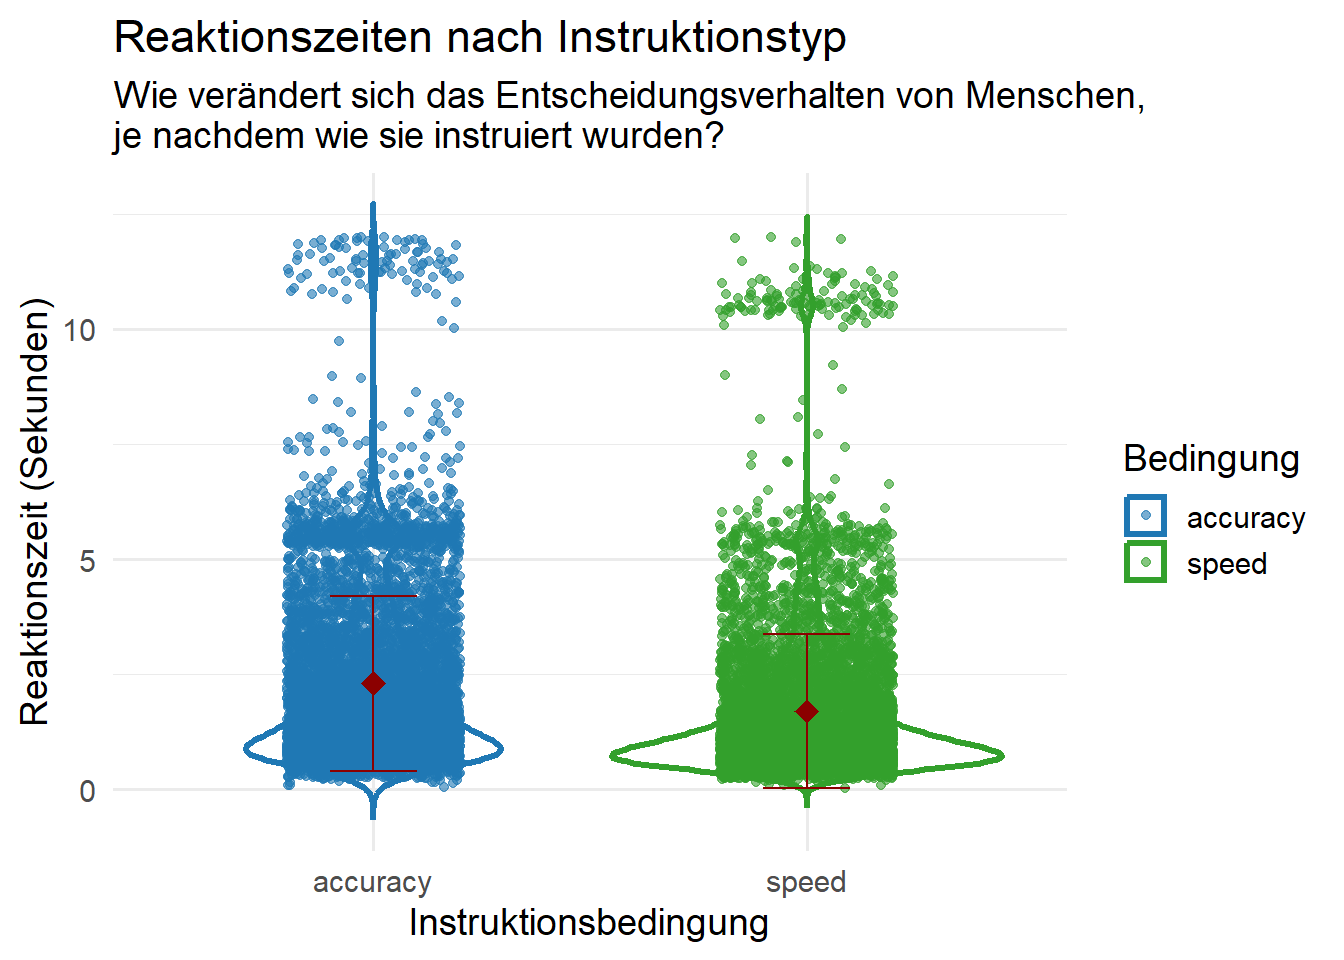 Reaktionszeiten nach Instruktionstyp
Wie verändert sich das Entscheidungsverhalten von Menschen,
je nachdem wie sie instruiert wurden?
Reaktionszeit (Sekunden)
10
5
0
accuracy
speed
Instruktionsbedingung
Bedingung
accuracy
speed